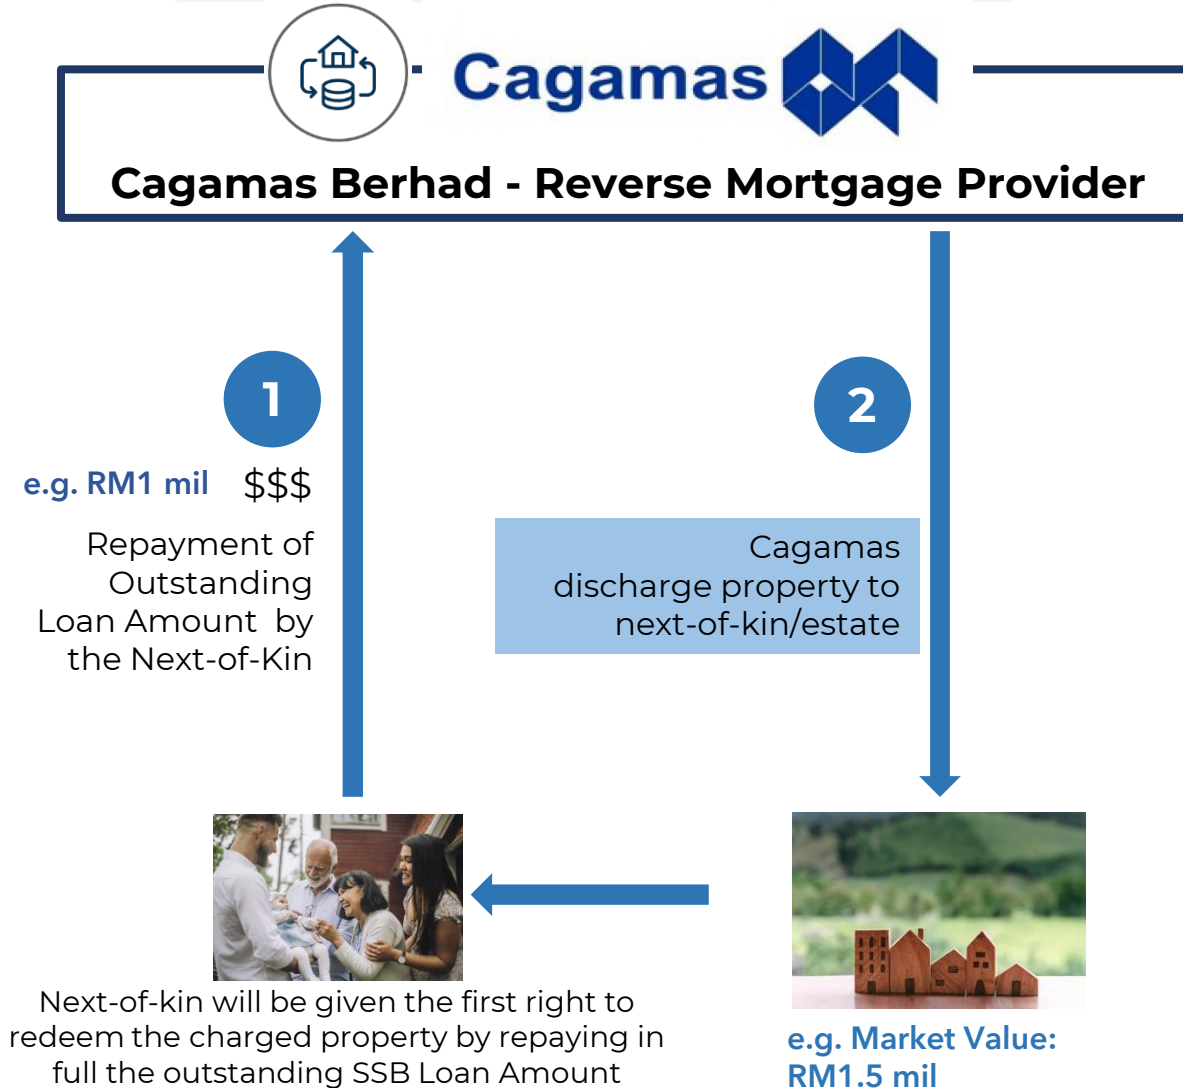 Cagamas
Cagamas Berhad - Reverse Mortgage Provider
1
e.g. RM1 mil $$$
Repayment of
Outstanding
Loan Amount by
the Next-of-Kin
2
Cagamas
discharge property to
next-of-kin/estate
Next-of-kin will be given the first right to
redeem the charged property by repaying in
full the outstanding SSB Loan Amount
e.g. Market Value:
RM1.5 mil